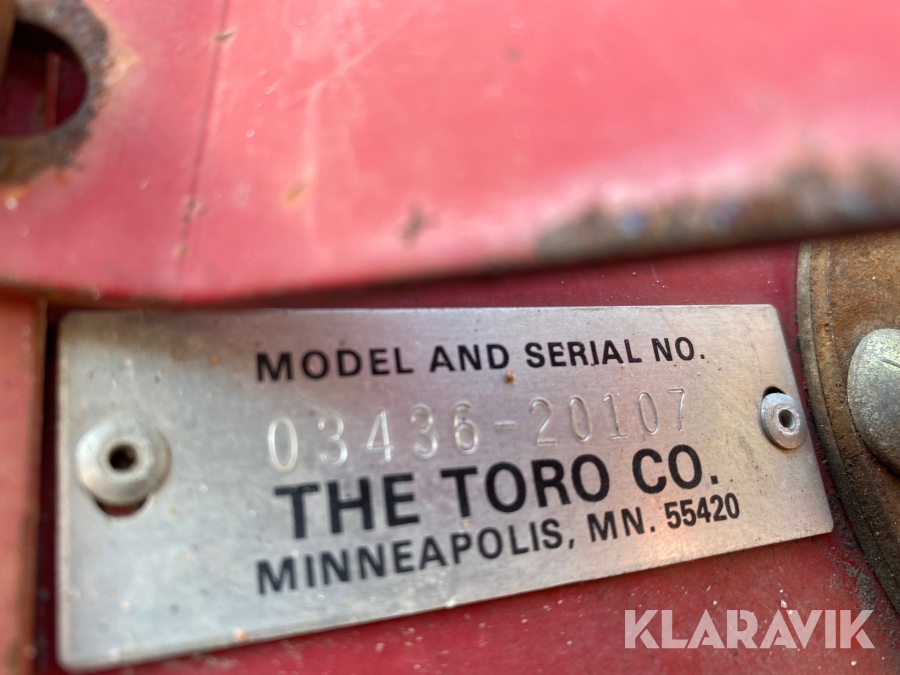 MODEL AND SERIAL NO.
03436-20107
THE TORO CO.
MINNEAPOLIS, MN. 55420
KLARAVIK